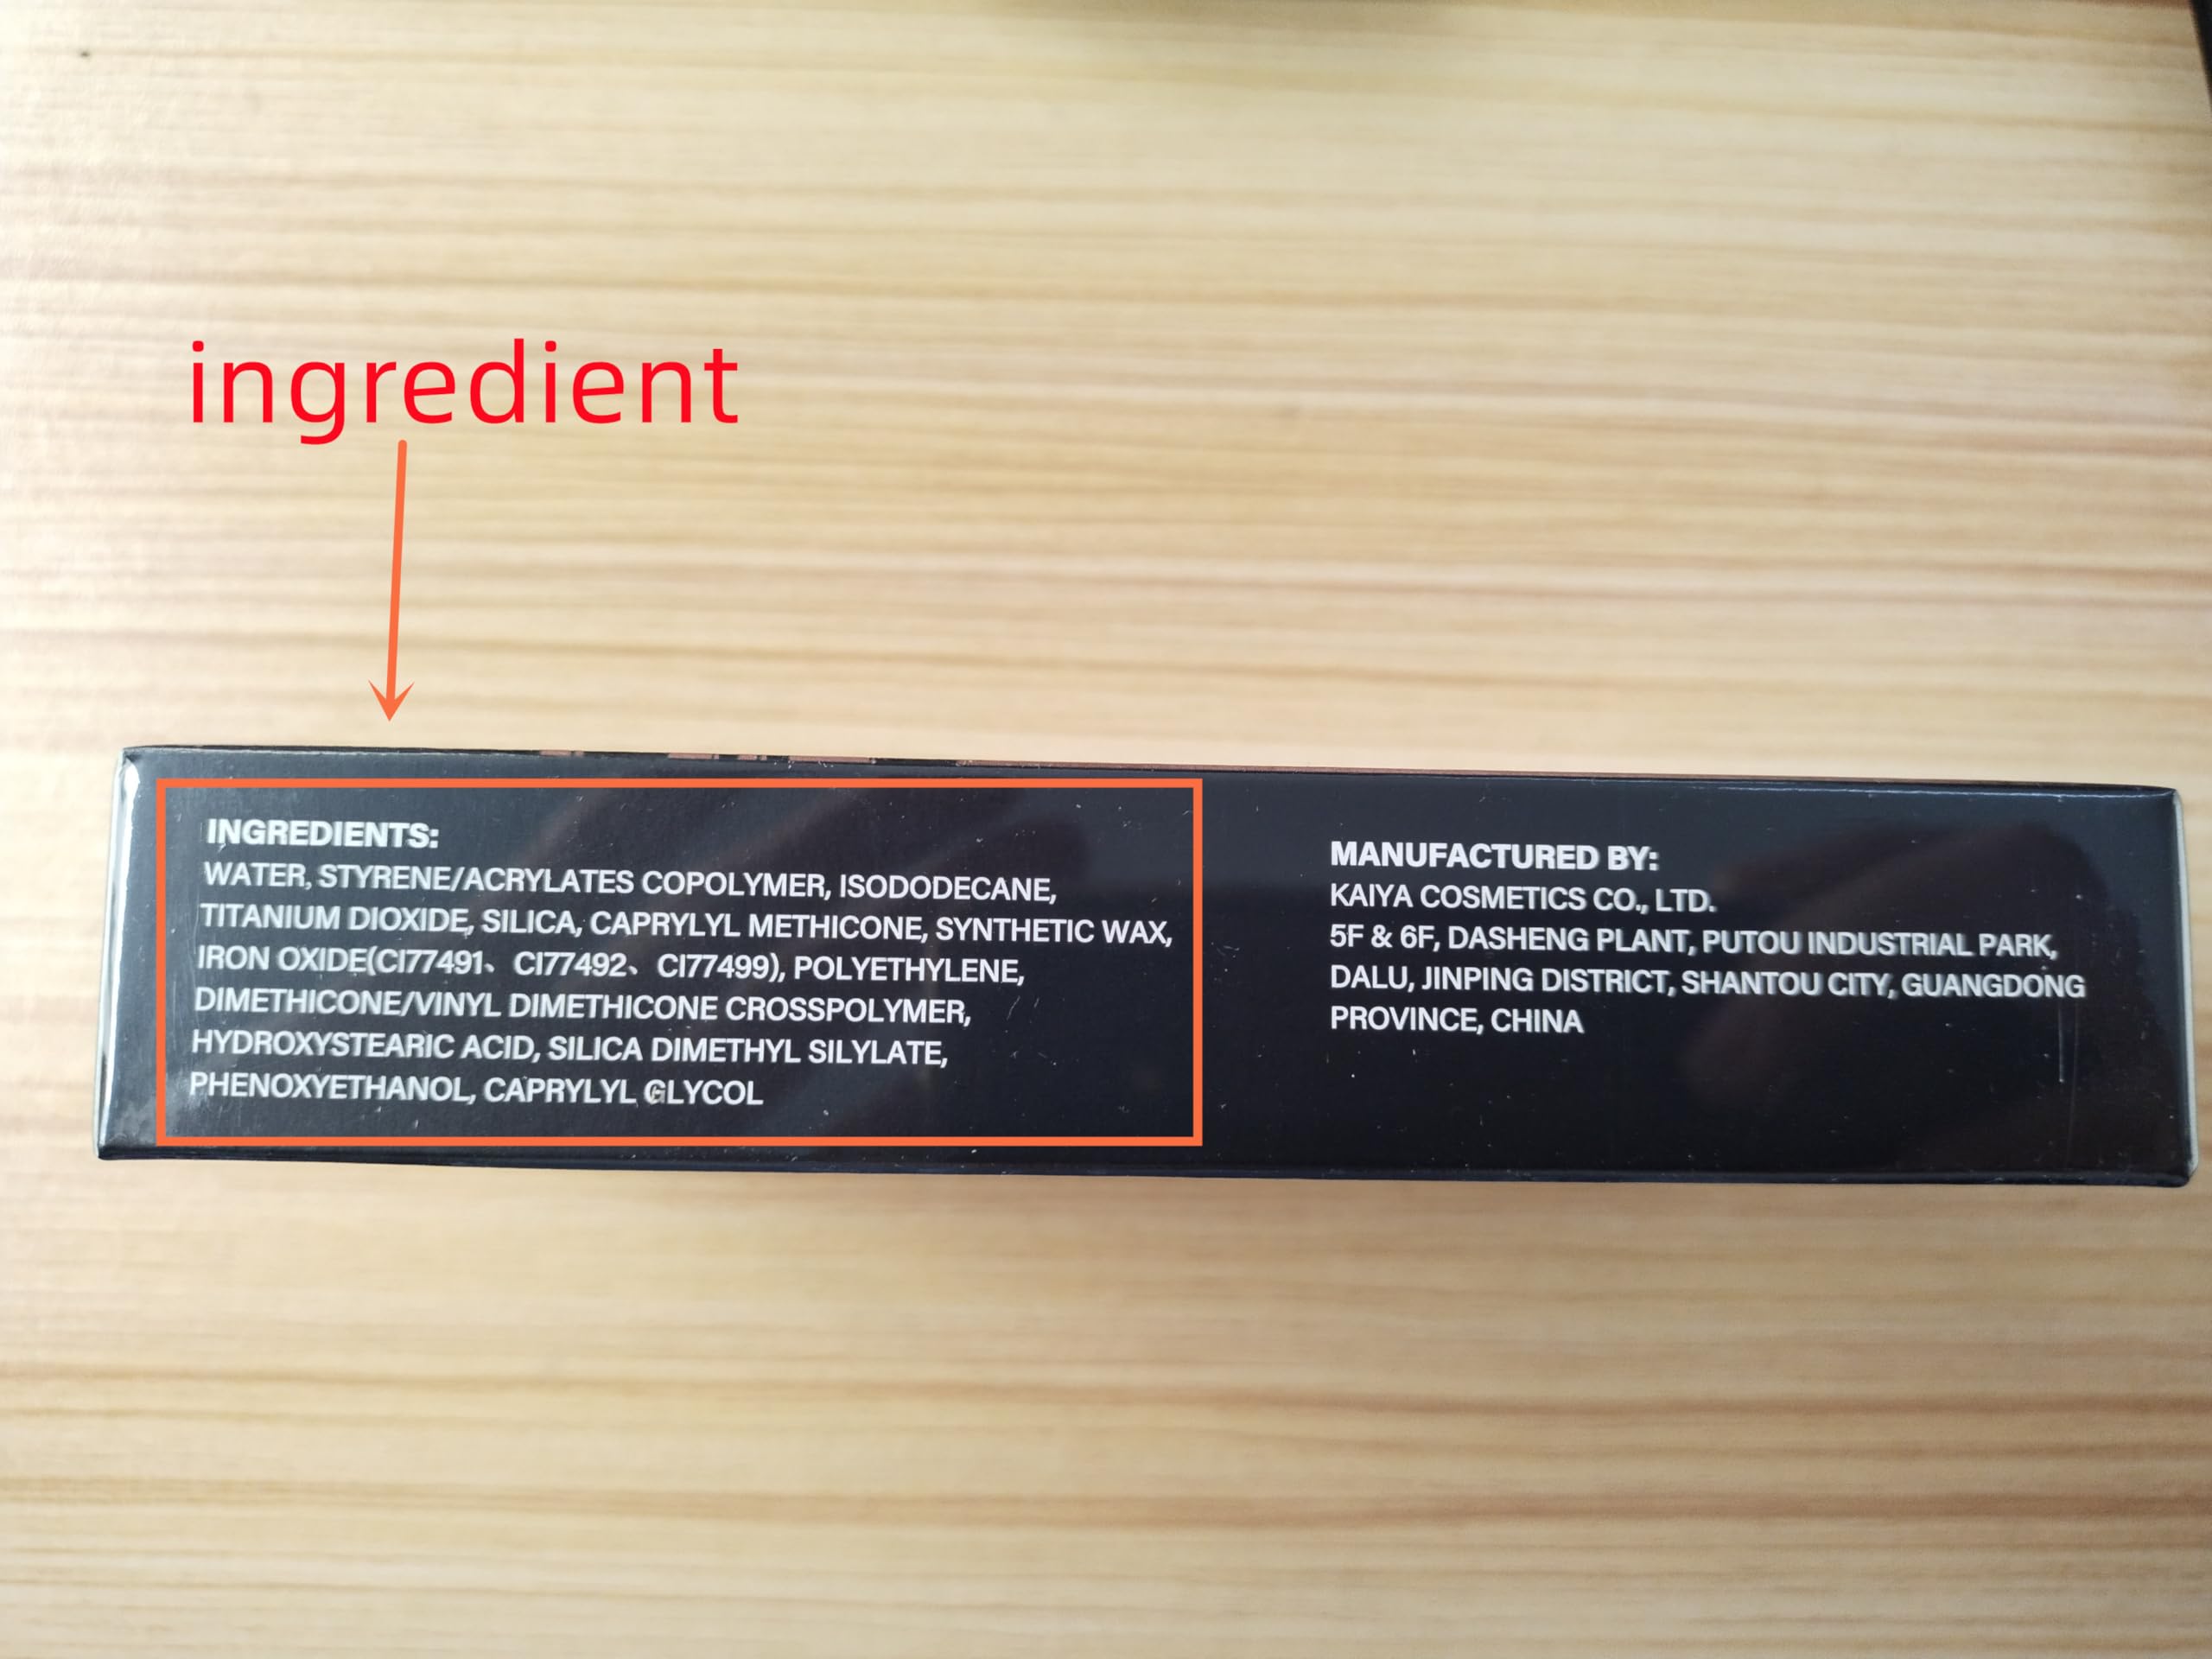 ingredient
INGREDIENTS:
WATER, STYRENE/ACRYLATES COPOLYMER, ISODODECANE,
TITANIUM DIOXIDE, SILICA, CAPRYLYL METHICONE, SYNTHETIC WAX,
IRON OXIDE(CI77491、CI77492、CI77499), POLYETHYLENE,
DIMETHICONE/VINYL DIMETHICONE CROSSPOLYMER,
HYDROXYSTEARIC ACID, SILICA DIMETHYL SILYLATE,
PHENOXYETHANOL, CAPRYLYL GLYCOL
MANUFACTURED BY:
KAIYA COSMETICS CO., LTD.
5F & 6F, DASHENG PLANT, PUTOU INDUSTRIAL PARK,
DALU, JINPING DISTRICT, SHANTOU CITY, GUANGDONG
PROVINCE, CHINA